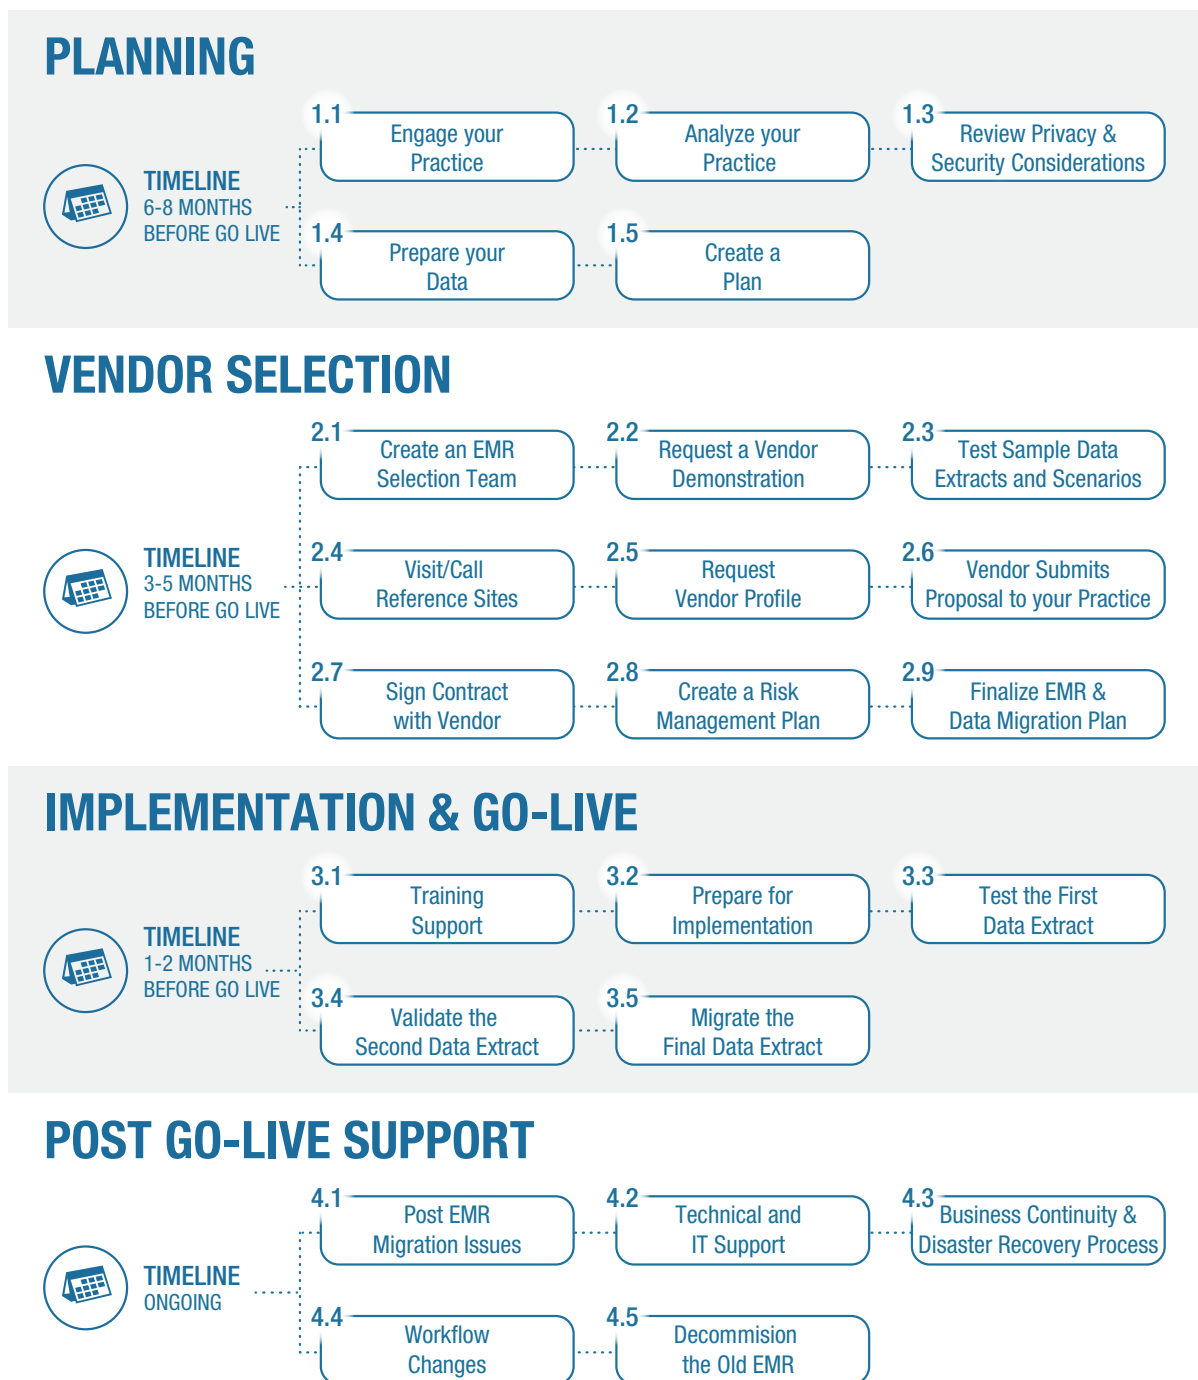 PLANNING
TIMELINE
6-8 MONTHS
BEFORE GO LIVE
1.1
Engage your
Practice
1.2
Analyze your
Practice
1.3
Review Privacy &
Security Considerations
1.4
Prepare your
Data
1.5
Create a
Plan
VENDOR SELECTION
TIMELINE
3-5 MONTHS
BEFORE GO LIVE
2.1
Create an EMR
Selection Team
2.2
Request a Vendor
Demonstration
2.3
Test Sample Data
Extracts and Scenarios
2.4
Visit/Call
Reference Sites
2.5
Request
Vendor Profile
2.6
Vendor Submits
Proposal to your Practice
2.7
Sign Contract
with Vendor
2.8
Create a Risk
Management Plan
2.9
Finalize EMR &
Data Migration Plan
IMPLEMENTATION & GO-LIVE
TIMELINE
1-2 MONTHS
BEFORE GO LIVE
3.1
Training
Support
3.2
Prepare for
Implementation
3.3
Test the First
Data Extract
3.4
Validate the
Second Data Extract
3.5
Migrate the
Final Data Extract
POST GO-LIVE SUPPORT
TIMELINE
ONGOING
4.1
Post EMR
Migration Issues
4.2
Technical and
IT Support
4.3
Business Continuity &
Disaster Recovery Process
4.4
Workflow
Changes
4.5
Decommision
the Old EMR